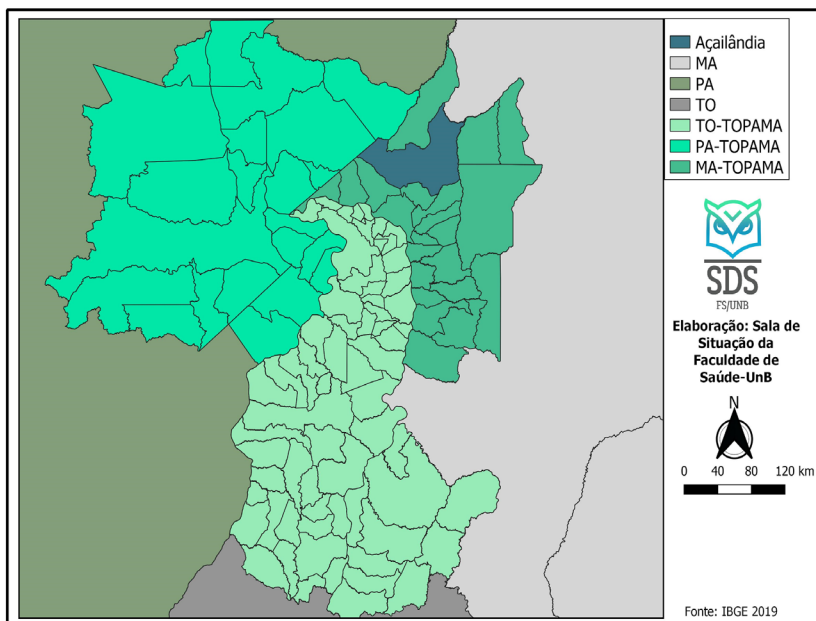 Açailândia
MA
PA
TO
TO-TOPAMA
PA-TOPAMA
MA-TOPAMA
SDS
FS/UNB
Elaboração: Sala de
Situação da
Faculdade de
Saúde-UnB
N
0 40 80 120 km
Fonte: IBGE 2019